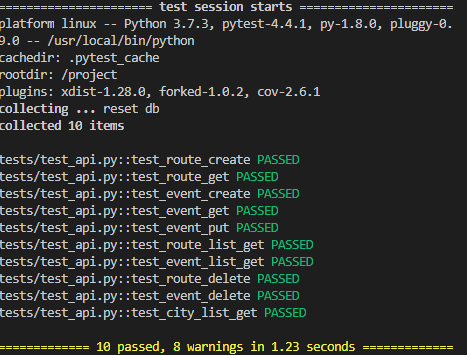 ====================== test session starts ======================
platform linux -- Python 3.7.3, pytest-4.4.1, py-1.8.0, pluggy-0.
9.0 -- /usr/local/bin/python
cachedir: .pytest_cache
rootdir: /project
plugins: xdist-1.28.0, forked-1.0.2, cov-2.6.1
collecting ... reset db
collected 10 items
tests/test_api.py::test_route_create PASSED
tests/test_api.py::test_route_get PASSED
tests/test_api.py::test_event_create PASSED
tests/test_api.py::test_event_get PASSED
tests/test_api.py::test_event_put PASSED
tests/test_api.py::test_route_list_get PASSED
tests/test_api.py::test_event_list_get PASSED
tests/test_api.py::test_route_delete PASSED
tests/test_api.py::test_event_delete PASSED
tests/test_api.py::test_city_list_get PASSED
============= 10 passed, 8 warnings in 1.23 seconds =============